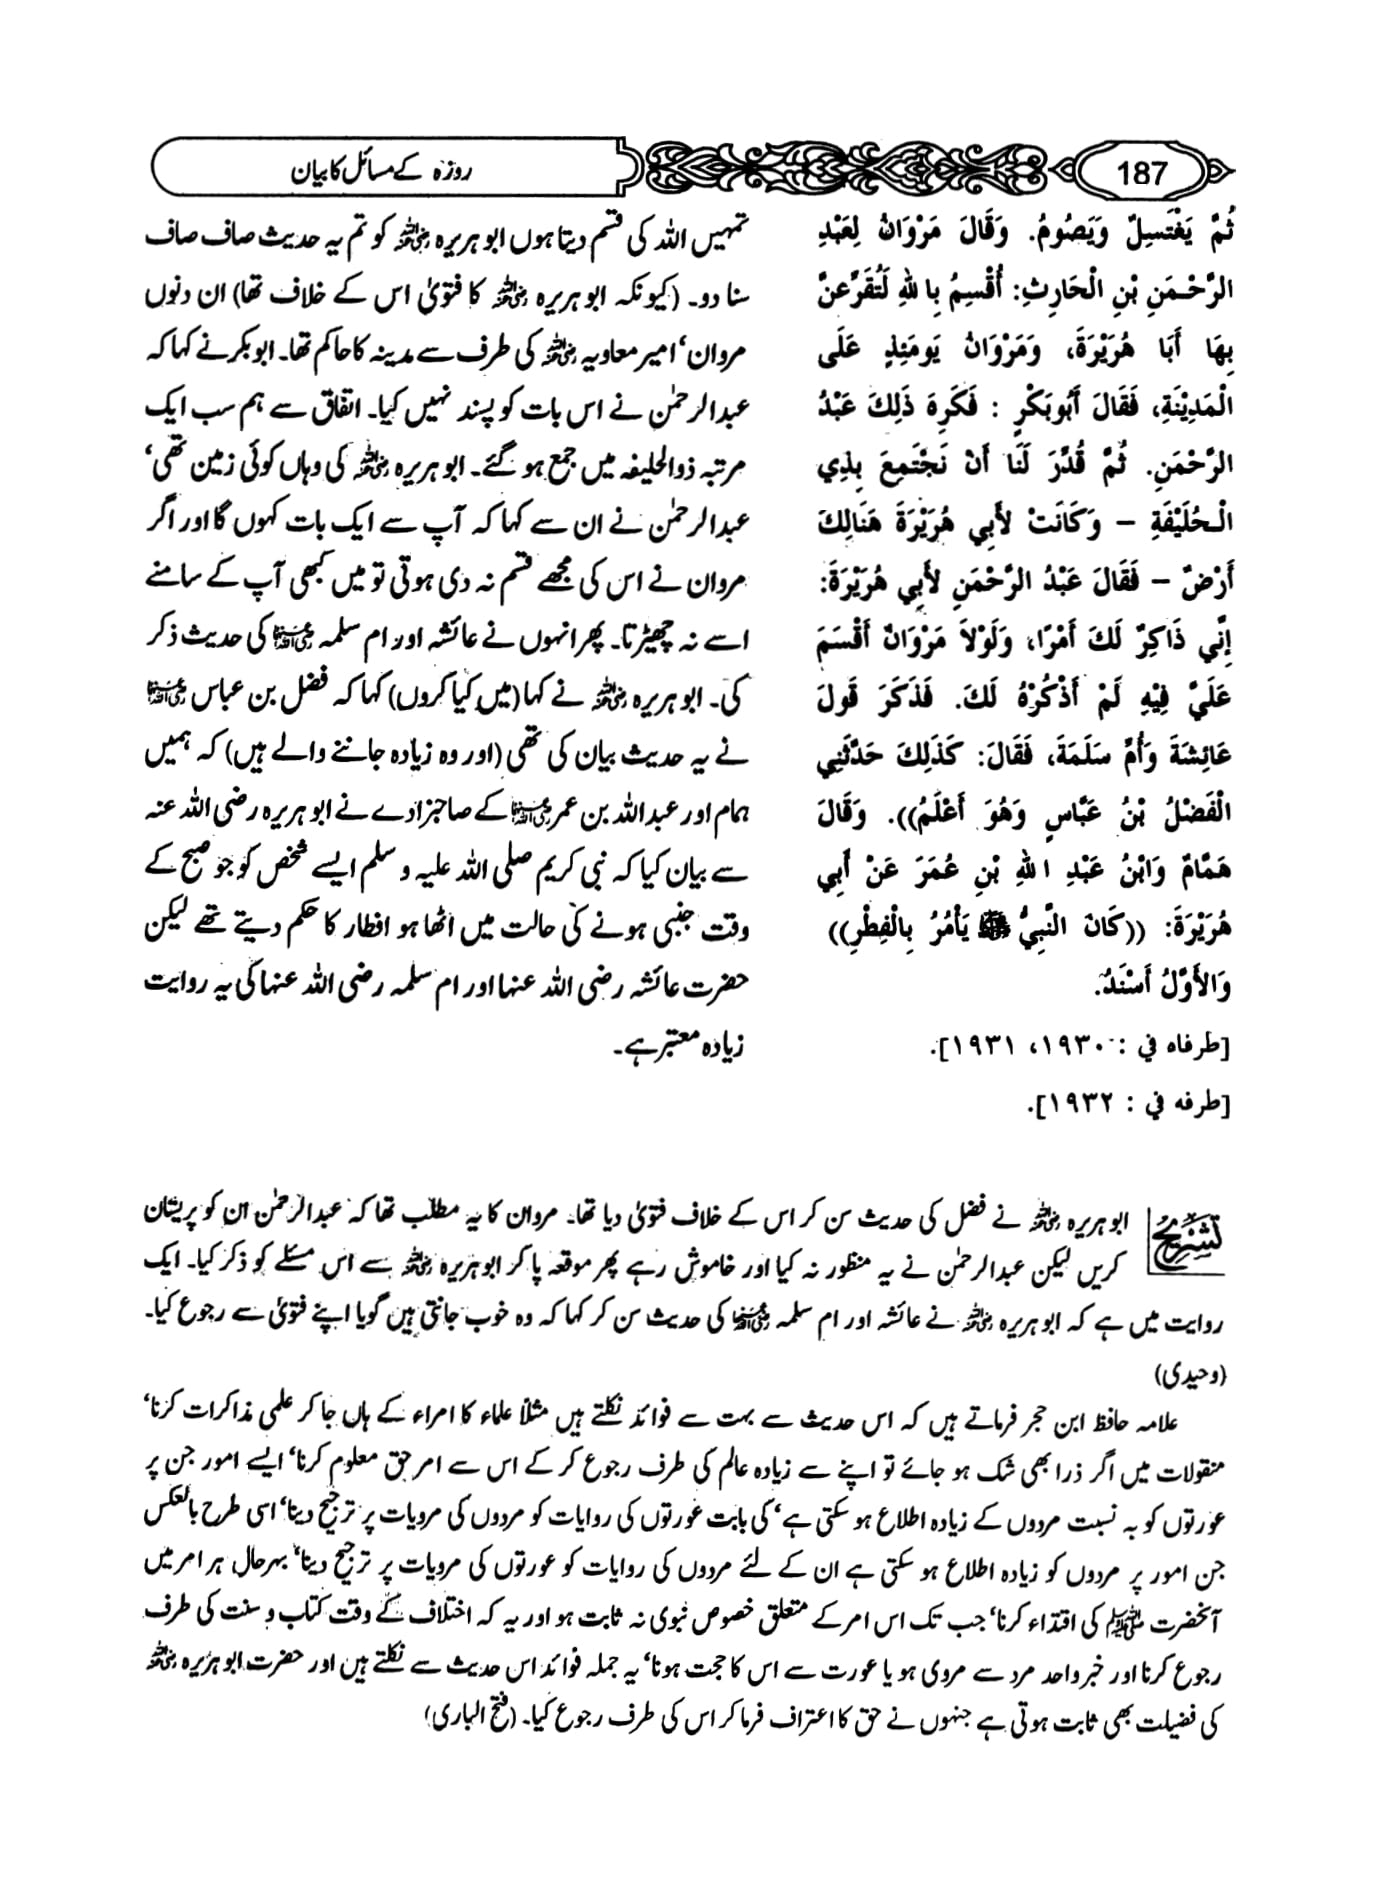 187
روزہ کے مسائل کا بیان
ثُمَّ يَغْتَسِلُ وَيَصُومُ. وَقَالَ مَرْوَانُ لِعَبْدِ
الرَّحْمَنِ بْنِ الْحَارِثِ: أُقْسِمُ بِاللهِ لَتُقَرِّعَنَّ
بِهَا أَبَا هُرَيْرَةَ، وَمَرْوَانُ يَومَئِذٍ عَلَى
الْمَدِيْنَةِ، فَقَالَ أَبُوبَكْرٍ : فَكَرِهَ ذَلِكَ عَبْدُ
الرَّحْمَنِ. ثُمَّ قُدِّرَ لَنَا أَنْ نَجْتَمِعَ بِذِي
الْحُلَيْفَةِ – وَكَانَتْ لأَبِي هُرَيْرَةَ هَنَالِكَ
أَرْضٌ – فَقَالَ عَبْدُ الرَّحْمَنِ لأَبِي هُرَيْرَةَ:
إِنِّي ذَاكِرٌ لَكَ أَمْرًا، وَلَوْلاَ مَرْوَانُ أَقْسَمَ
عَلَيَّ فِيْهِ لَمْ أَذْكُرْهُ لَكَ. فَذَكَرَ قَولَ
عَائِشَةَ وَأُمِّ سَلَمَةَ، فَقَالَ: كَذَلِكَ حَدَّثَنِي
الْفَضْلُ بْنُ عَبَّاسٍ وَهُوَ أَعْلَمُ)). وَقَالَ
هَمَّامٌ وَابْنُ عَبْدِ اللهِ بْنِ عُمَرَ عَنْ أَبِي
هُرَيْرَةَ: ((كَانَ النَّبِيُّ ﷺ يَأْمُرُ بِالْفِطْرِ))
وَالأَوَّلُ أَسْنَدُ.
[طرفاه في : ١٩٣٠، ١٩٣١].
[طرفه في : ١٩٣٢].
تمہیں اللہ کی قسم دیتا ہوں ابو ہریرہ رضی اللہ عنہ کو تم یہ حدیث صاف صاف
سنا دو۔ (کیونکہ ابو ہریرہ رضی اللہ عنہ کا فتویٰ اس کے خلاف تھا) ان دنوں
مروان‘ امیر معاویہ رضی اللہ عنہ کی طرف سے مدینہ کا حاکم تھا۔ ابوبکر نے کہا کہ
عبدالرحمٰن نے اس بات کو پسند نہیں کیا۔ اتفاق سے ہم سب ایک
مرتبہ ذوالحلیفہ میں جمع ہو گئے۔ ابو ہریرہ رضی اللہ عنہ کی وہاں کوئی زمین تھی‘
عبدالرحمٰن نے ان سے کہا کہ آپ سے ایک بات کہوں گا اور اگر
مروان نے اس کی مجھے قسم نہ دی ہوتی تو میں کبھی آپ کے سامنے
اسے نہ چھیڑتا۔ پھر انہوں نے عائشہ اور ام سلمہ رضی اللہ عنہما کی حدیث ذکر
کی۔ ابو ہریرہ رضی اللہ عنہ نے کہا (میں کیا کروں) کہا کہ فضل بن عباس رضی اللہ عنہما
نے یہ حدیث بیان کی تھی (اور وہ زیادہ جاننے والے ہیں) کہ ہمیں
ہمام اور عبداللہ بن عمر رضی اللہ عنہما کے صاحبزادے نے ابو ہریرہ رضی اللہ عنہ
سے بیان کیا کہ نبی کریم صلی اللہ علیہ و سلم ایسے شخص کو جو صبح کے
وقت جنبی ہونے کی حالت میں اٹھا ہو افطار کا حکم دیتے تھے لیکن
حضرت عائشہ رضی اللہ عنہا اور ام سلمہ رضی اللہ عنہا کی یہ روایت
زیادہ معتبر ہے۔
تشریح
ابو ہریرہ رضی اللہ عنہ نے فضل کی حدیث سن کر اس کے خلاف فتویٰ دیا تھا۔ مروان کا یہ مطلب تھا کہ عبدالرحمٰن ان کو پریشان
کریں لیکن عبدالرحمٰن نے یہ منظور نہ کیا اور خاموش رہے پھر موقعہ پا کر ابو ہریرہ رضی اللہ عنہ سے اس مسئلے کو ذکر کیا۔ ایک
روایت میں ہے کہ ابو ہریرہ رضی اللہ عنہ نے عائشہ اور ام سلمہ رضی اللہ عنہما کی حدیث سن کر کہا کہ وہ خوب جانتی ہیں گویا اپنے فتویٰ سے رجوع کیا۔
(وحیدی)
علامہ حافظ ابن حجر فرماتے ہیں کہ اس حدیث سے بہت سے فوائد نکلتے ہیں مثلاً علماء کا امراء کے ہاں جا کر علمی مذاکرات کرنا‘
منقولات میں اگر ذرا بھی شک ہو جائے تو اپنے سے زیادہ عالم کی طرف رجوع کر کے اس سے امر حق معلوم کرنا‘ ایسے امور جن پر
عورتوں کو بہ نسبت مردوں کے زیادہ اطلاع ہو سکتی ہے‘ کی بابت عورتوں کی روایات کو مردوں کی مرویات پر ترجیح دینا‘ اسی طرح بالعکس
جن امور پر مردوں کو زیادہ اطلاع ہو سکتی ہے ان کے لئے مردوں کی روایات کو عورتوں کی مرویات پر ترجیح دینا‘ بہرحال ہر امر میں
آنحضرت ﷺ کی اقتداء کرنا‘ جب تک اس امر کے متعلق خصوص نبوی نہ ثابت ہو اور یہ کہ اختلاف کے وقت کتاب و سنت کی طرف
رجوع کرنا اور خبر واحد مرد سے مروی ہو یا عورت سے اس کا حجت ہونا‘ یہ جملہ فوائد اس حدیث سے نکلتے ہیں اور حضرت ابو ہریرہ رضی اللہ عنہ
کی فضیلت بھی ثابت ہوتی ہے جنہوں نے حق کا اعتراف فرما کر اس کی طرف رجوع کیا۔ (فتح الباری)